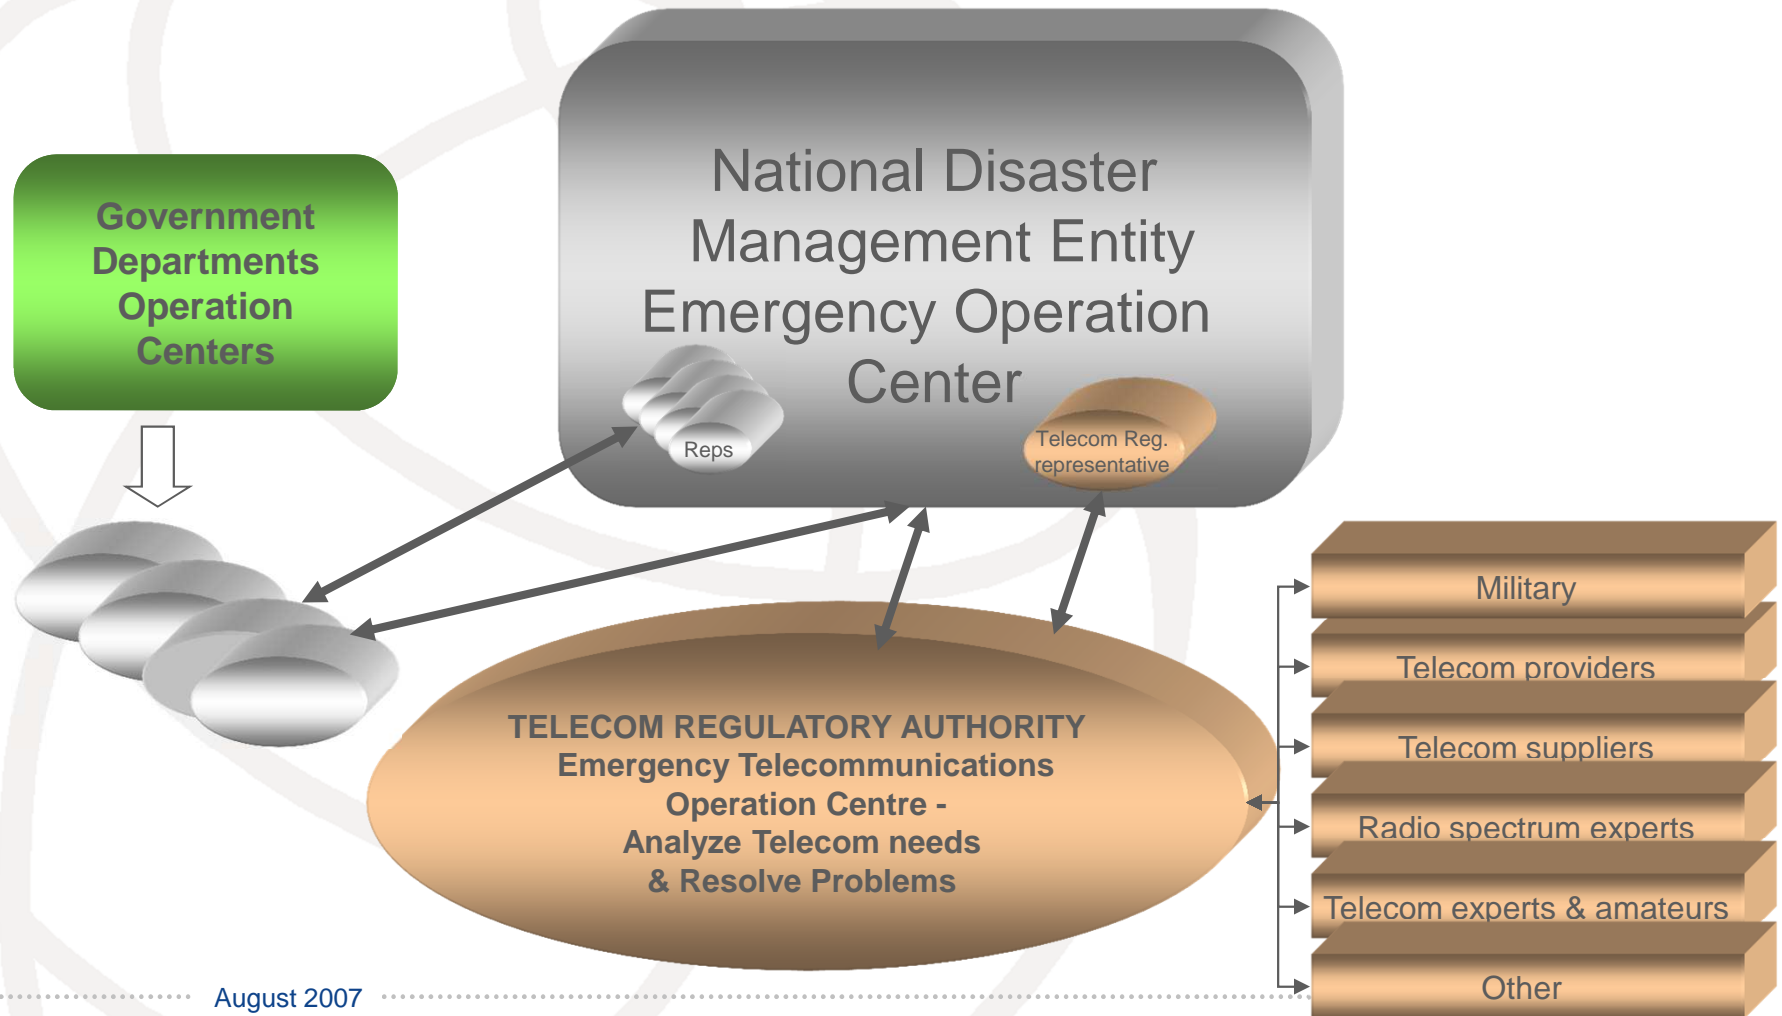 National Disaster
Management Entity
Emergency Operation
Center
Government
Departments
Operation
Centers
Reps
Telecom Reg.
representative
Military
Telecom providers
Telecom suppliers
Radio spectrum experts
Telecom experts & amateurs
Other
TELECOM REGULATORY AUTHORITY
Emergency Telecommunications
Operation Centre -
Analyze Telecom needs
& Resolve Problems
August 2007